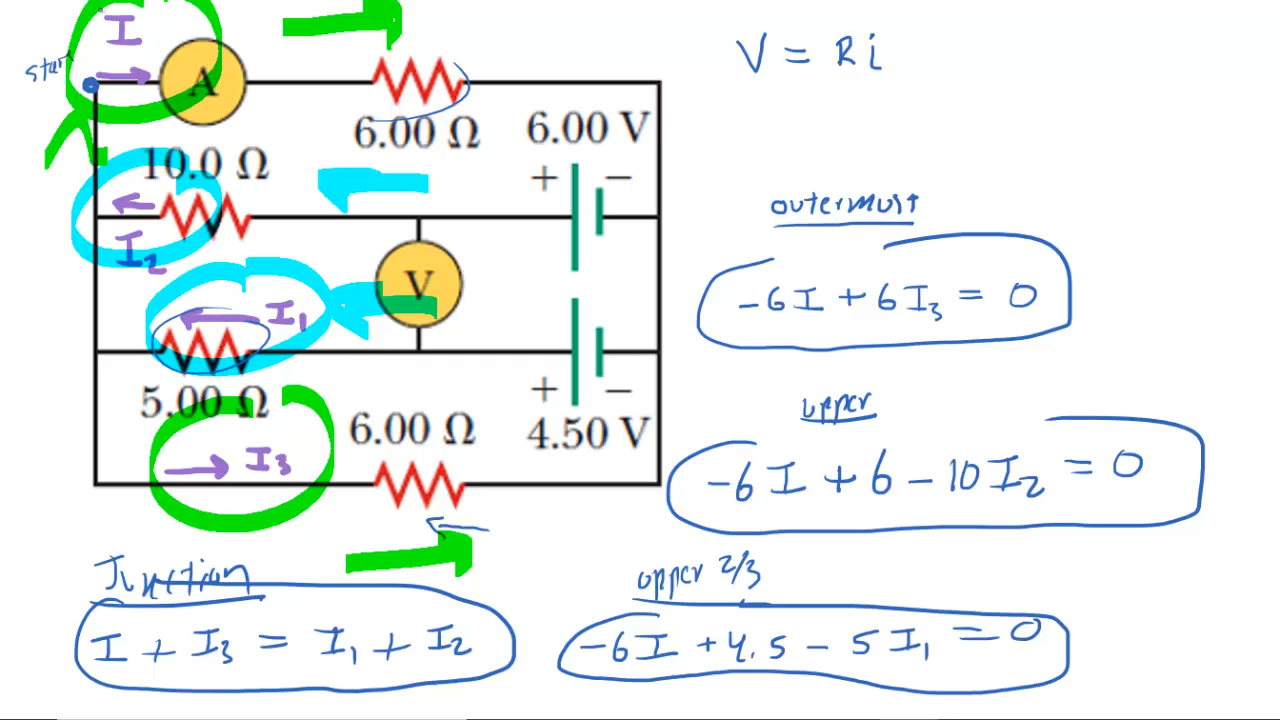 I
V = Ri
start
A
6.00 Ω
6.00 V
10.0 Ω
+ −
I₂
outermost
V
-6I + 6I₃ = 0
I₁
5.00 Ω
+ −
6.00 Ω
4.50 V
upper
I₃
-6I + 6 - 10I₂ = 0
Junction
upper 2/3
I + I₃ = I₁ + I₂
-6I + 4.5 - 5I₁ = 0